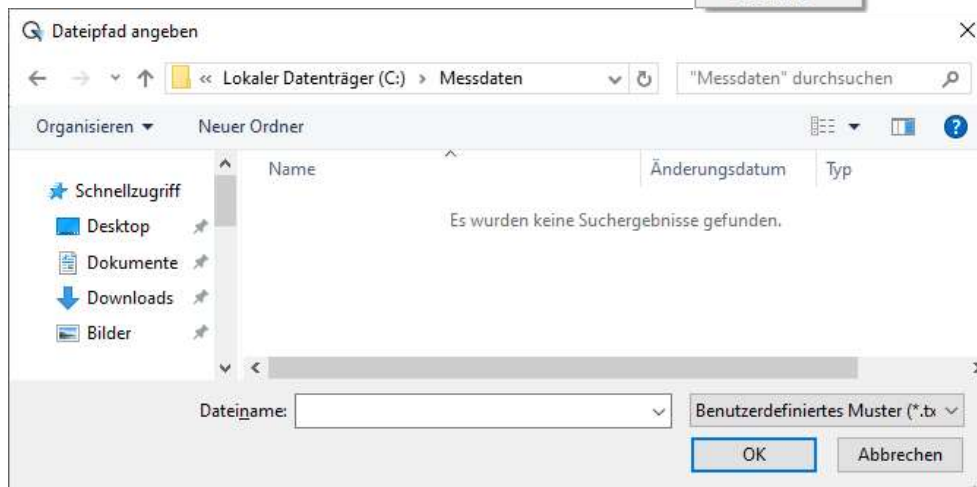 Dateipfad angeben
« Lokaler Datenträger (C:) › Messdaten "Messdaten" durchsuchen
Organisieren Neuer Ordner
Name Änderungsdatum Typ
Schnellzugriff
Es wurden keine Suchergebnisse gefunden.
Desktop
Dokumente
Downloads
Bilder
Dateiname: Benutzerdefiniertes Muster (*.tx
OK Abbrechen